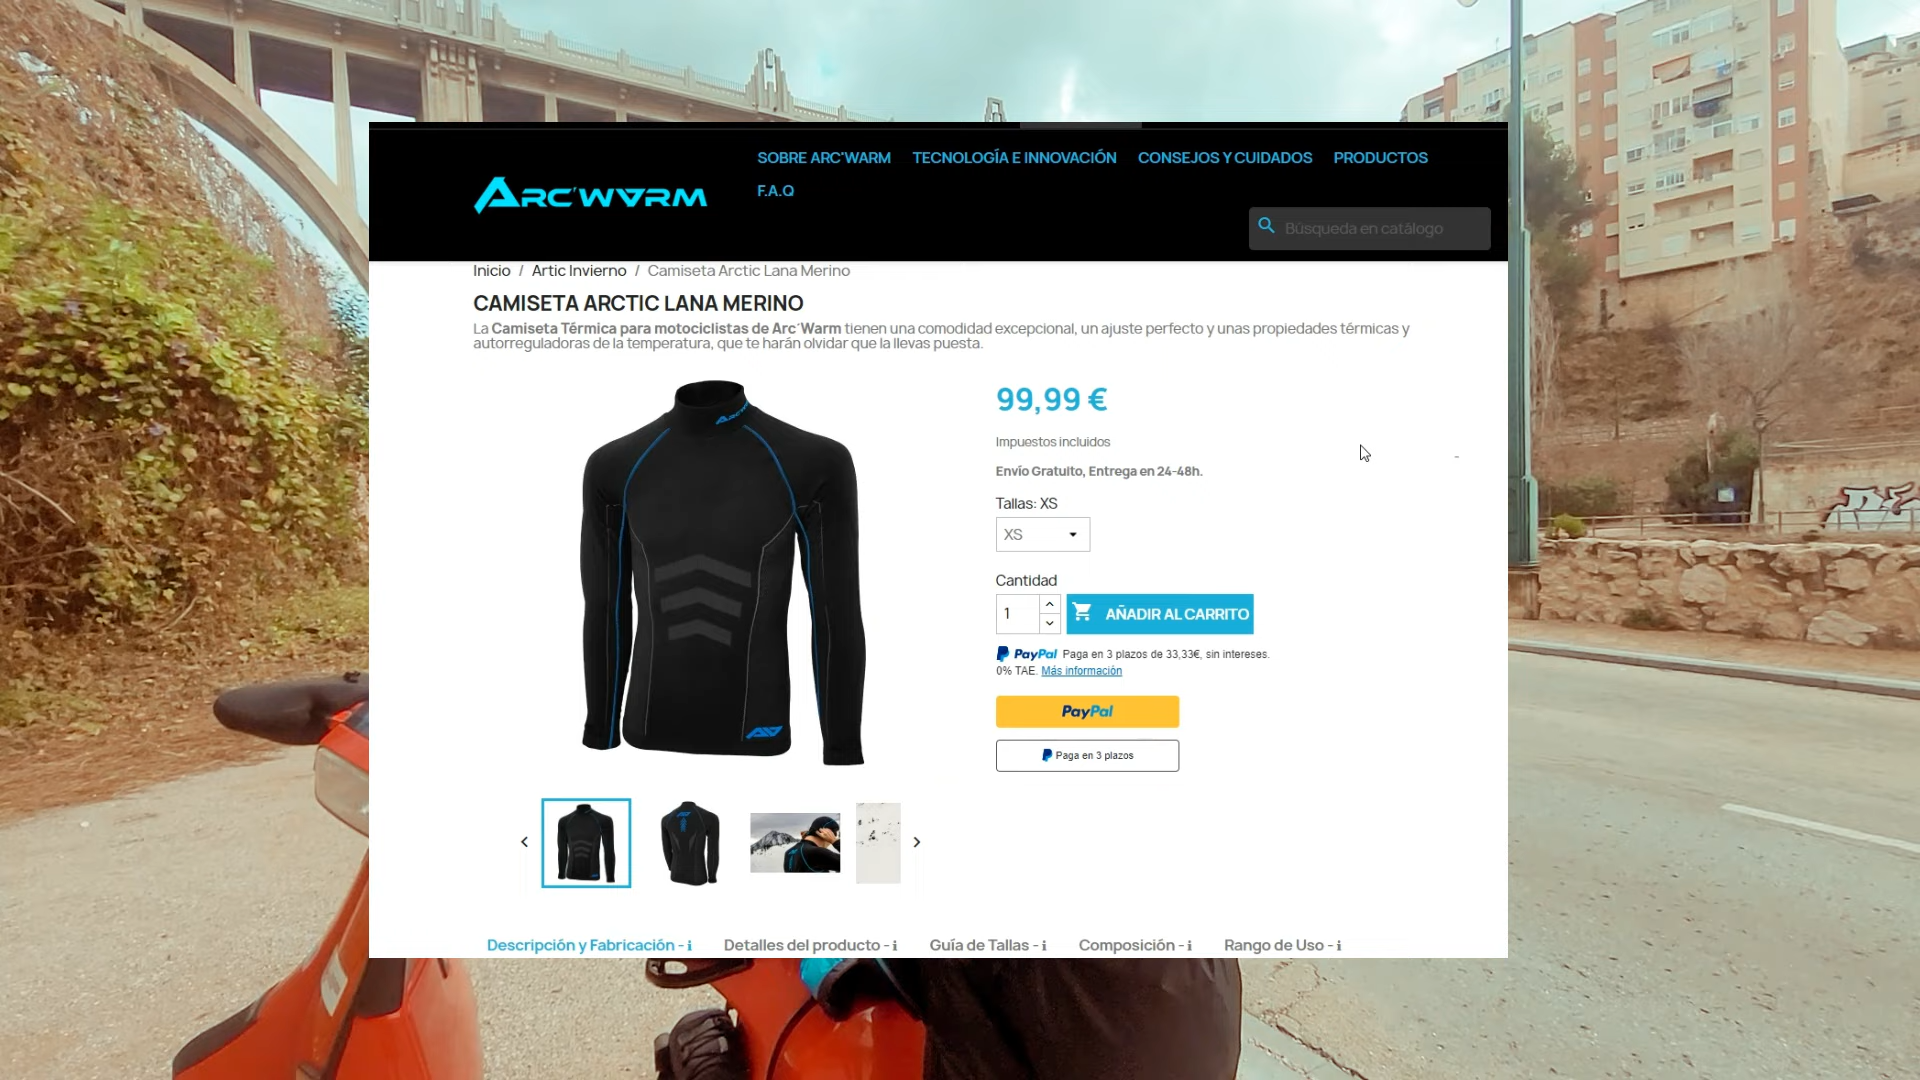 SOBRE ARC'WARM TECNOLOGÍA E INNOVACIÓN CONSEJOS Y CUIDADOS PRODUCTOS
F.A.Q
ARC'WARM
Búsqueda en catálogo
Inicio / Artic Invierno / Camiseta Arctic Lana Merino
CAMISETA ARCTIC LANA MERINO
La Camiseta Térmica para motociclistas de Arc´Warm tienen una comodidad excepcional, un ajuste perfecto y unas propiedades térmicas y
autorreguladoras de la temperatura, que te harán olvidar que la llevas puesta.
99,99 €
Impuestos incluidos
Envío Gratuito, Entrega en 24-48h.
Tallas: XS
XS
Cantidad
1
AÑADIR AL CARRITO
PayPal Paga en 3 plazos de 33,33€, sin intereses.
0% TAE. Más información
PayPal
Paga en 3 plazos
Descripción y Fabricación - i Detalles del producto - i Guía de Tallas - i Composición - i Rango de Uso - i